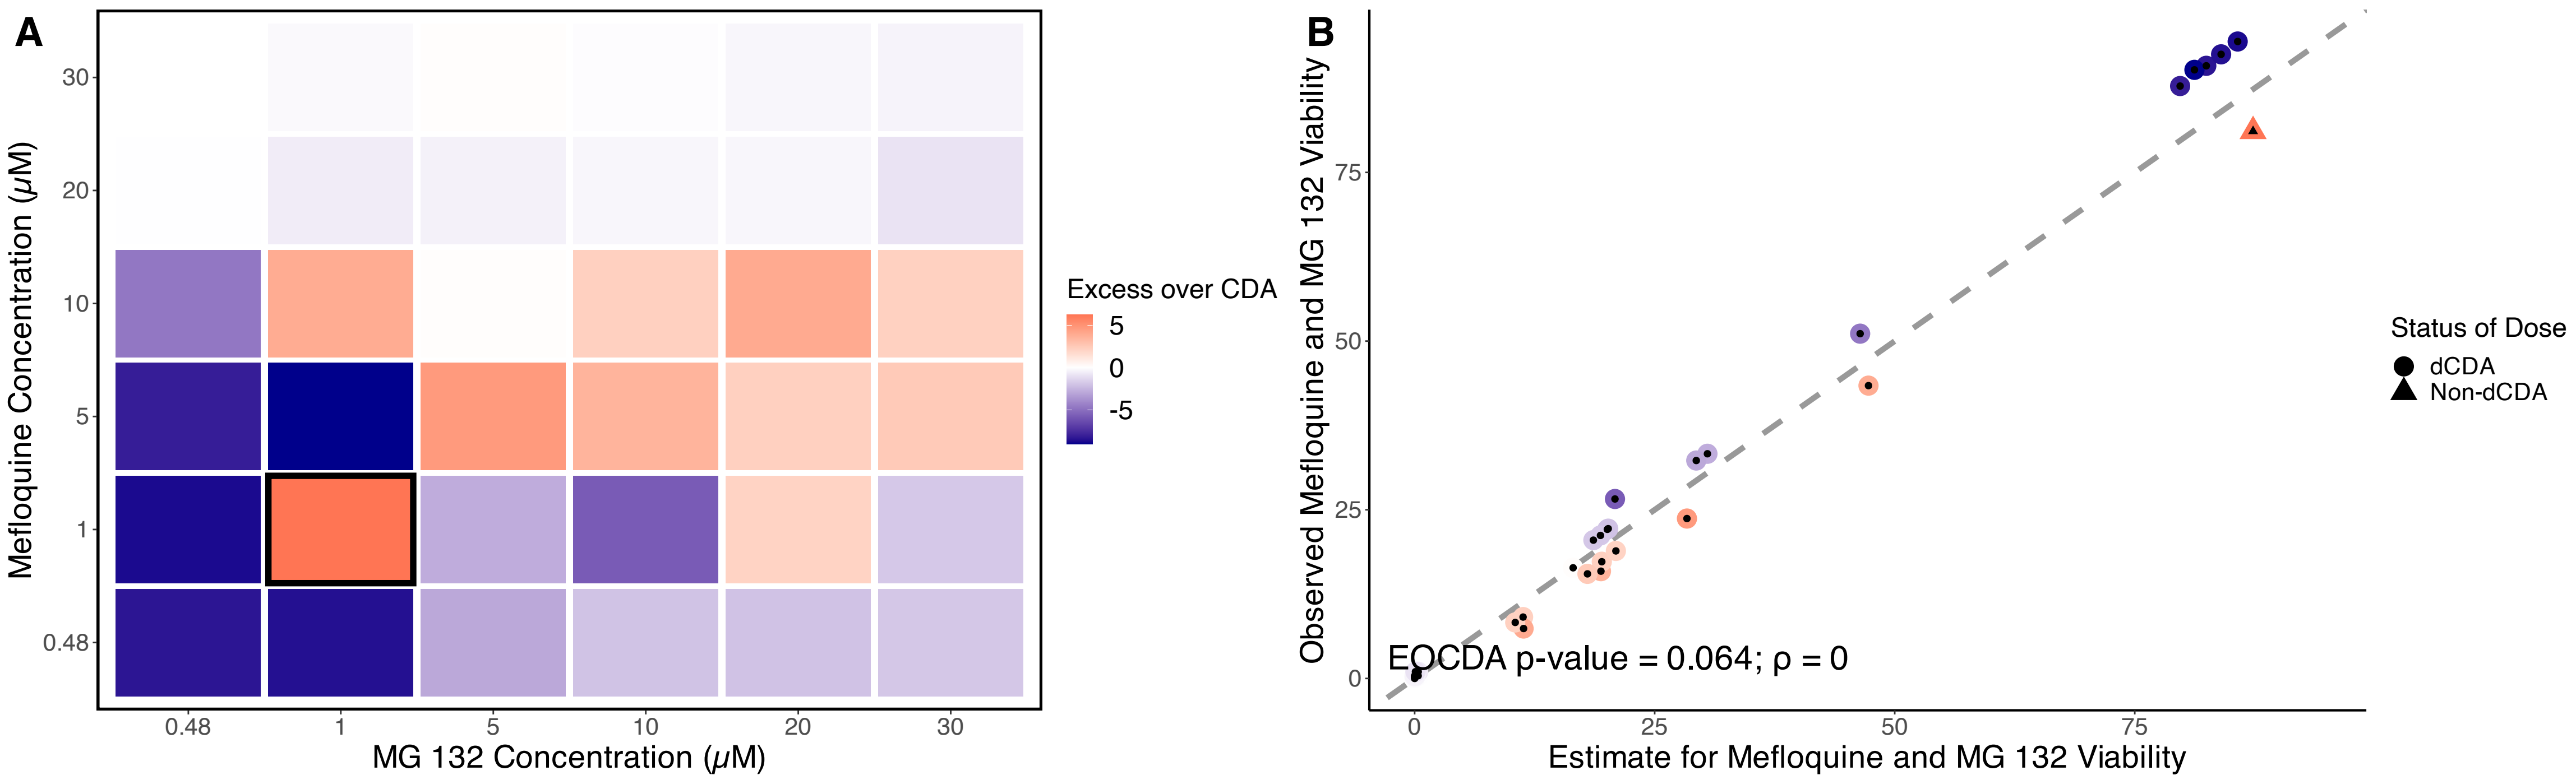 A
Mefloquine Concentration (µM)
30
20
10
5
1
0.48
0.48 1 5 10 20 30
MG 132 Concentration (µM)
Excess over CDA
5
0
-5
B
Observed Mefloquine and MG 132 Viability
75
50
25
0
EOCDA p-value = 0.064; ρ = 0
0 25 50 75
Estimate for Mefloquine and MG 132 Viability
Status of Dose
dCDA
Non-dCDA